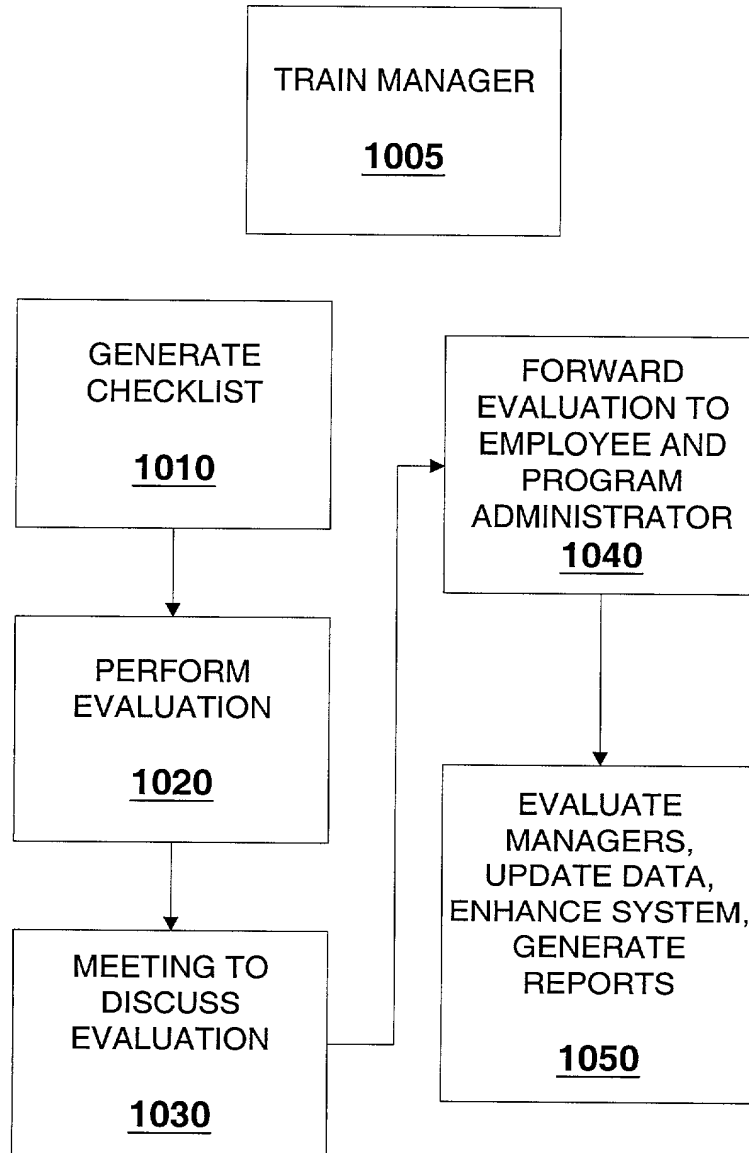 TRAIN MANAGER
1005
GENERATE
CHECKLIST
1010
PERFORM
EVALUATION
1020
MEETING TO
DISCUSS
EVALUATION
1030
FORWARD
EVALUATION TO
EMPLOYEE AND
PROGRAM
ADMINISTRATOR
1040
EVALUATE
MANAGERS,
UPDATE DATA,
ENHANCE SYSTEM,
GENERATE
REPORTS
1050